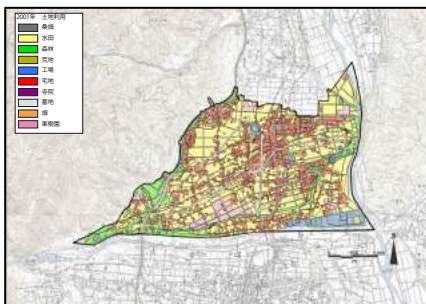 2001年 土地利用
桑畑
水田
森林
荒地
工場
宅地
寺院
墓地
畑
果樹園